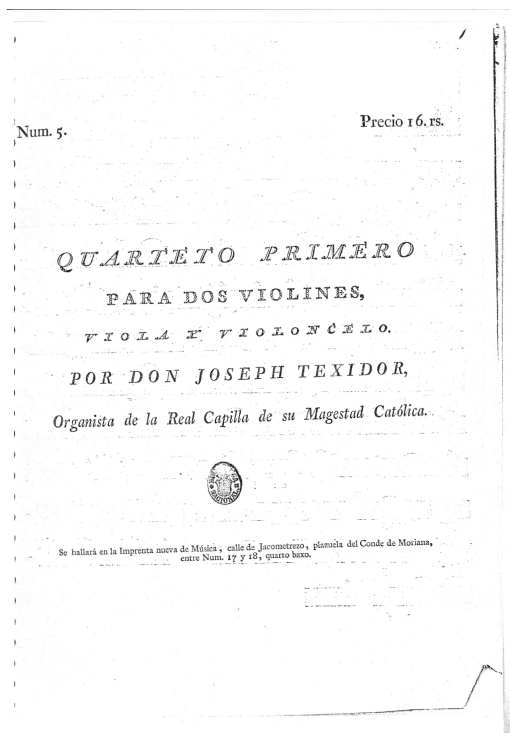 1
Num. 5.
Precio 16. rs.
QUARTETO PRIMERO
PARA DOS VIOLINES,
VIOLA Y VIOLONCÉLO.
POR DON JOSEPH TEXIDOR,
Organista de la Real Capilla de su Magestad Católica.
Se hallará en la Imprenta nueva de Música, calle de Jacometrezo, plazuela del Conde de Moriana,
entre Num. 17 y 18, quarto baxo.